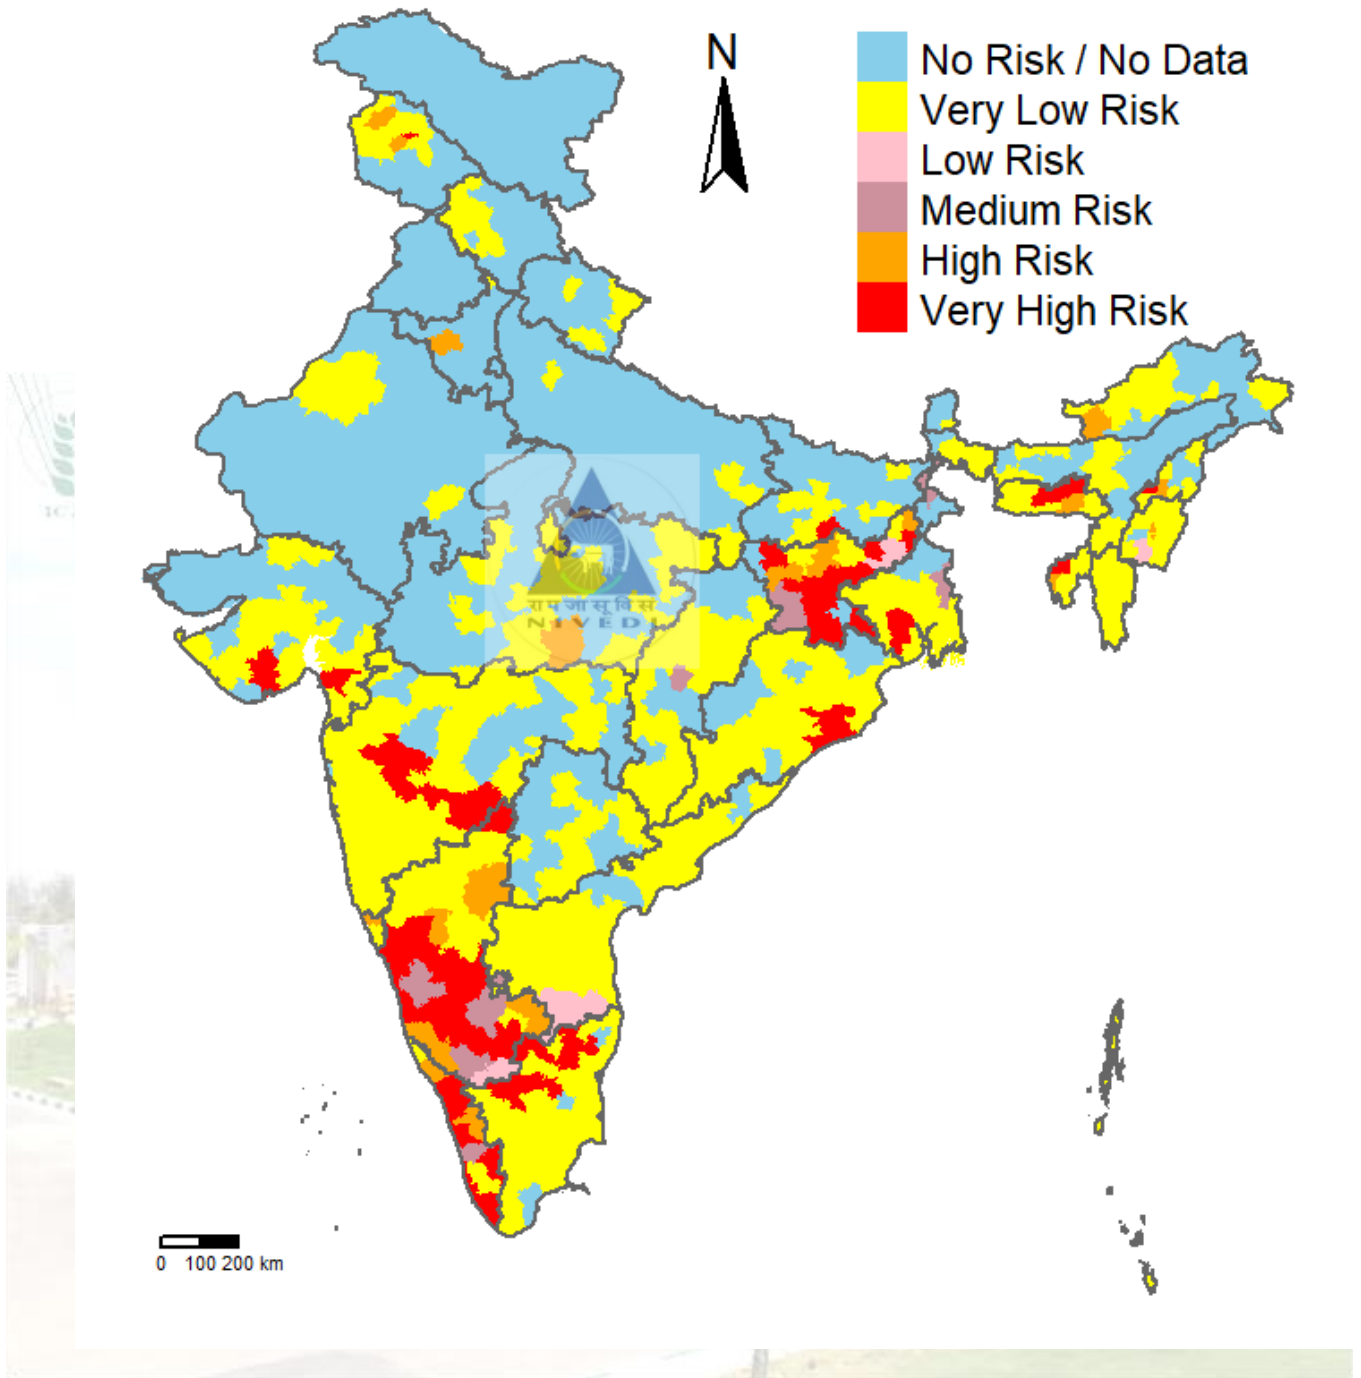 N
No Risk / No Data
Very Low Risk
Low Risk
Medium Risk
High Risk
Very High Risk
रा प जा सू वि सं
NIVEDI
0 100 200 km